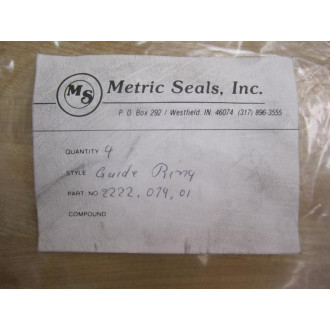 MS Metric Seals, Inc.
P. O. Box 292 / Westfield, IN. 46074 (317) 896-3555
QUANTITY 4
STYLE Guide Ring
PART NO. 2222.074.01
COMPOUND